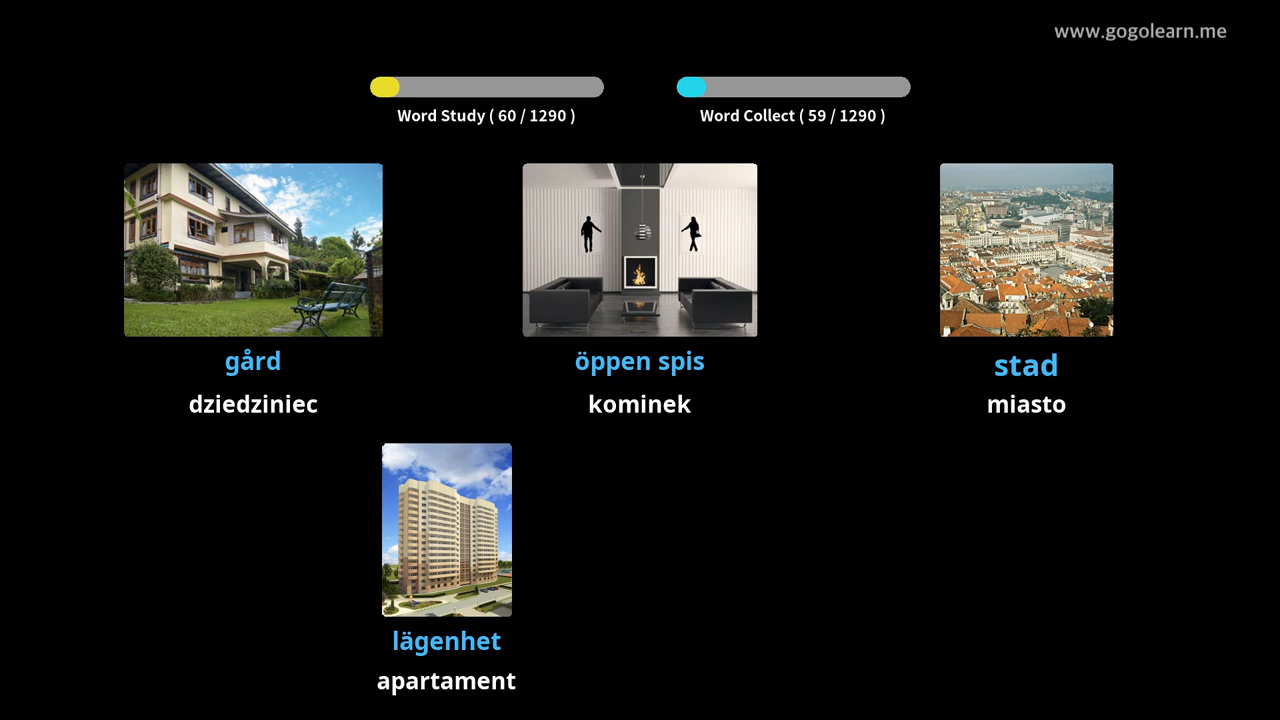 www.gogolearn.me
Word Study ( 60 / 1290 )
Word Collect ( 59 / 1290 )
gård
öppen spis
stad
dziedziniec
kominek
miasto
lägenhet
apartament